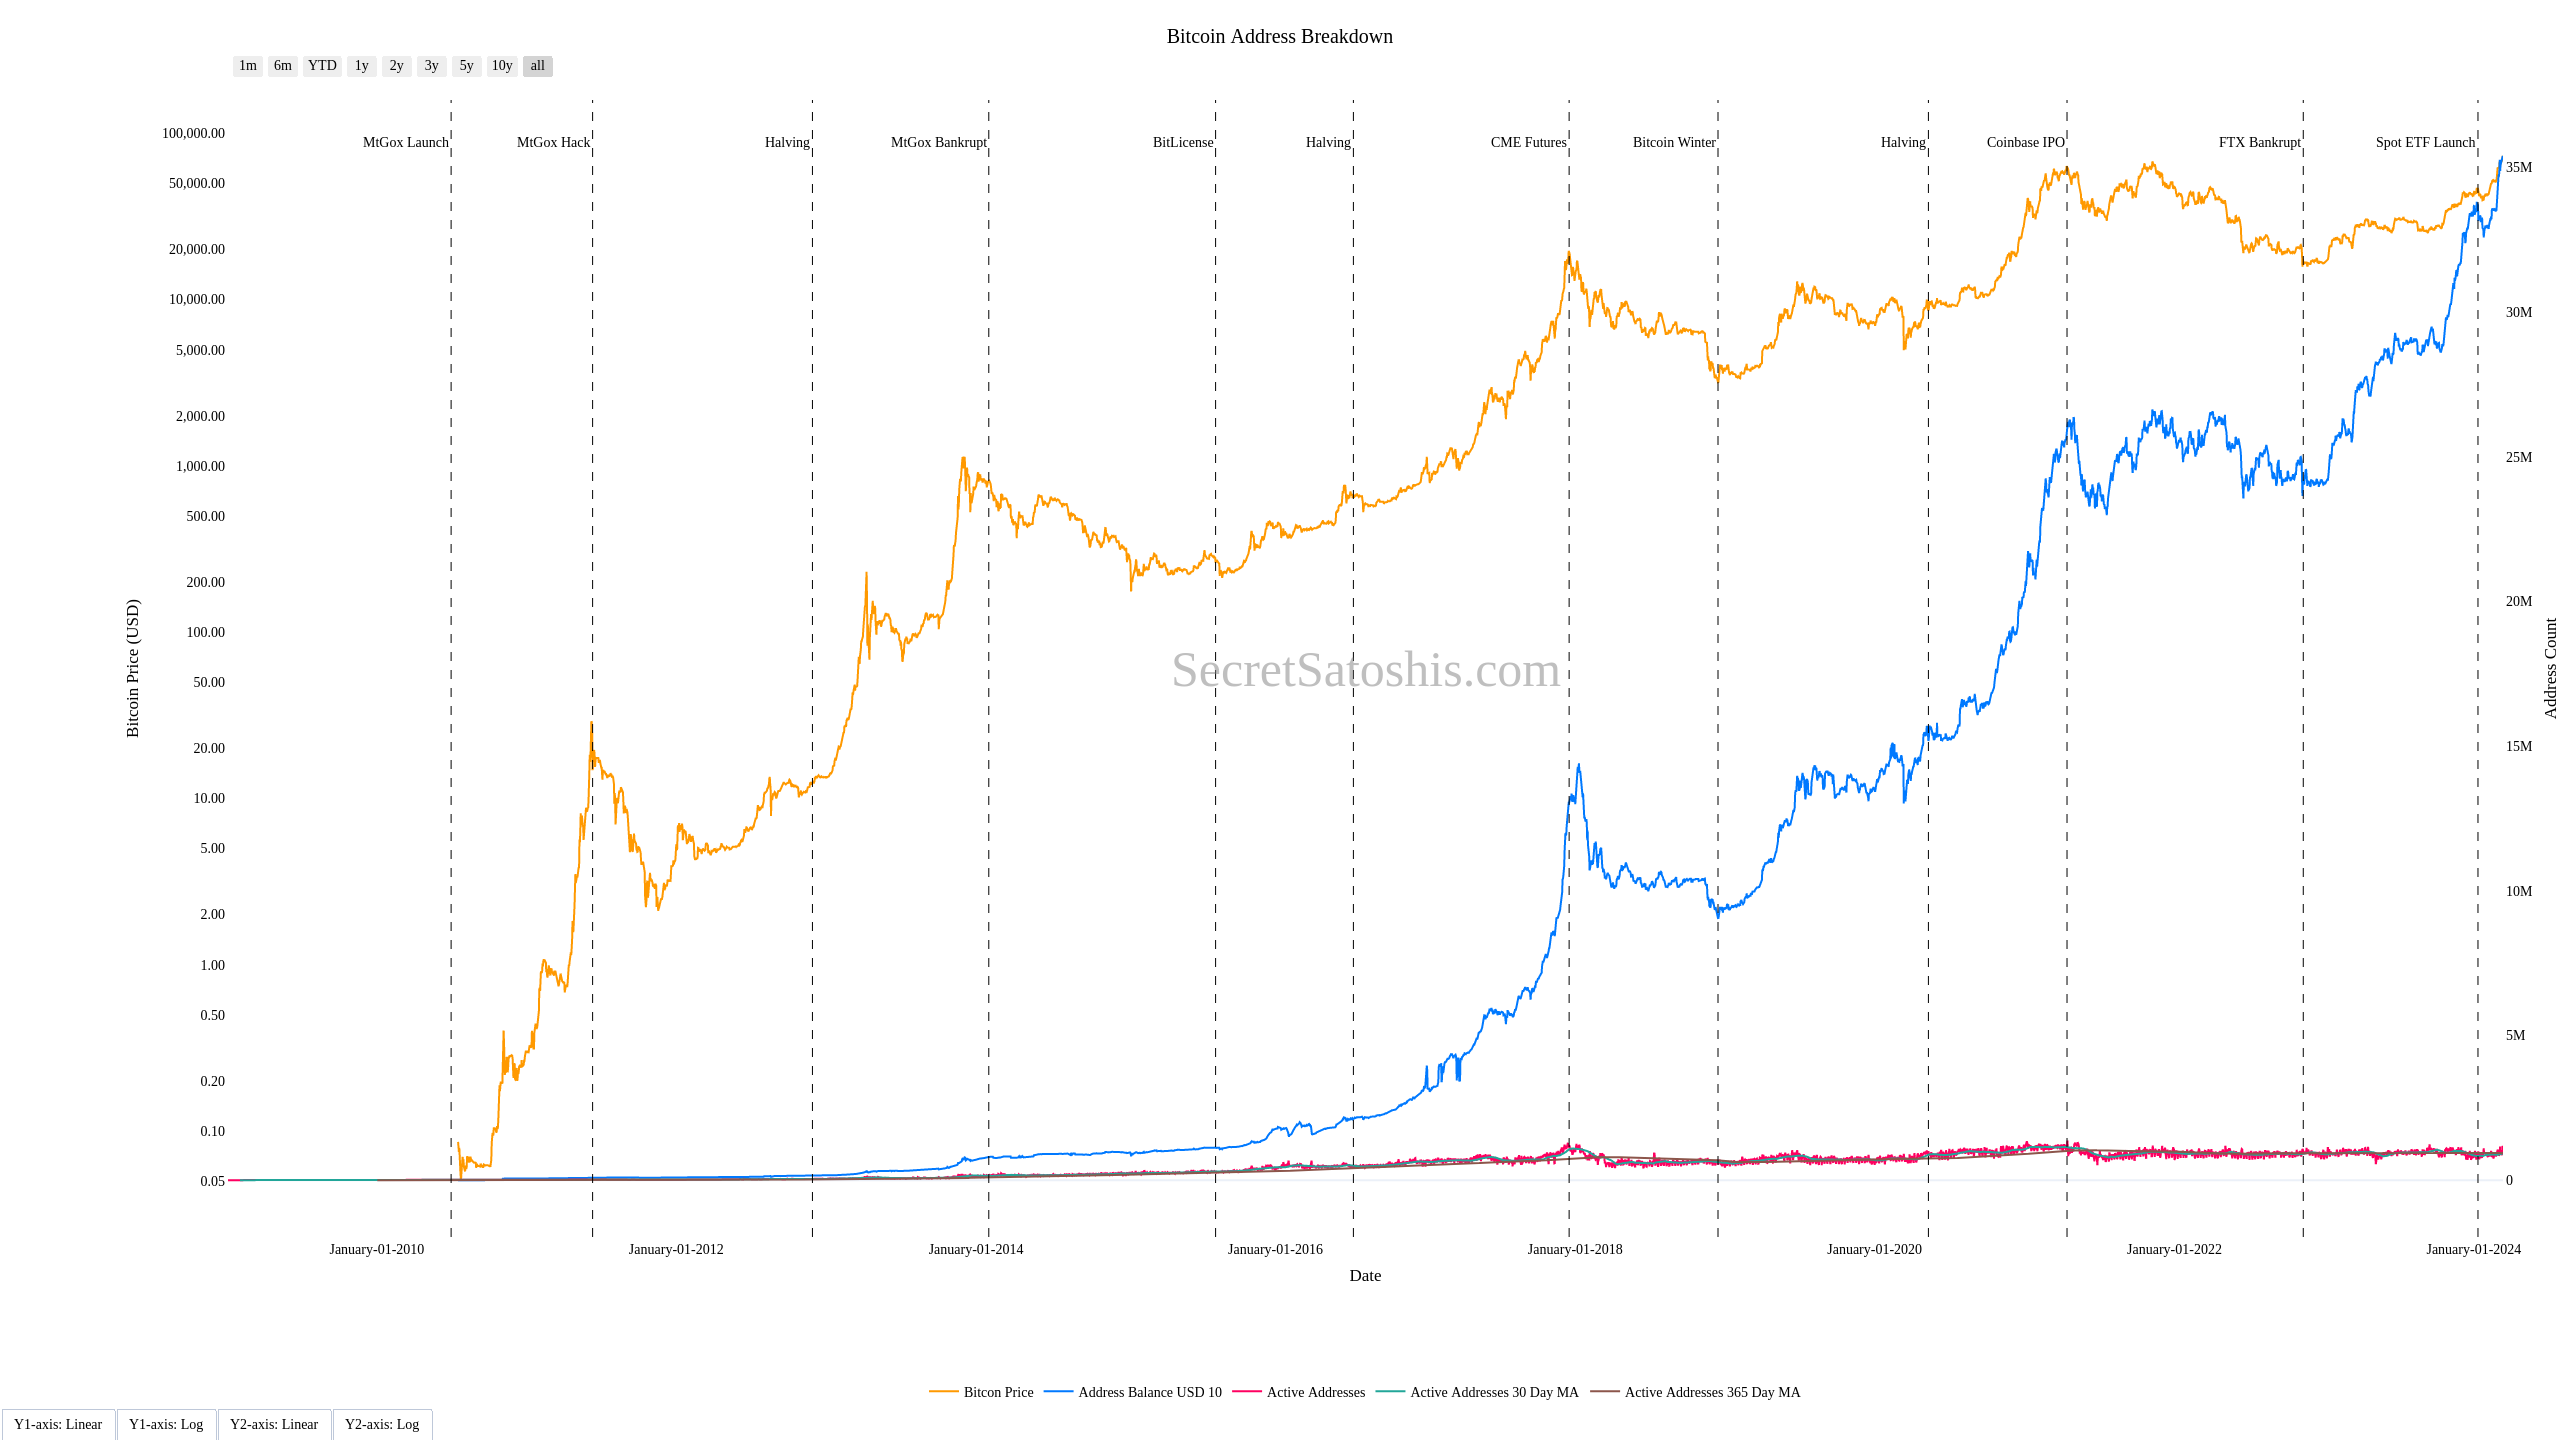 Bitcoin Address Breakdown
1m 6m YTD 1y 2y 3y 5y 10y all
MtGox Launch MtGox Hack Halving MtGox Bankrupt BitLicense Halving CME Futures Bitcoin Winter Halving Coinbase IPO FTX Bankrupt Spot ETF Launch
100,000.00
50,000.00
20,000.00
10,000.00
5,000.00
2,000.00
1,000.00
500.00
200.00
100.00
50.00
20.00
10.00
5.00
2.00
1.00
0.50
0.20
0.10
0.05
Bitcoin Price (USD)
SecretSatoshis.com
35M
30M
25M
20M
15M
10M
5M
0
Address Count
January-01-2010 January-01-2012 January-01-2014 January-01-2016 January-01-2018 January-01-2020 January-01-2022 January-01-2024
Date
Bitcon Price Address Balance USD 10 Active Addresses Active Addresses 30 Day MA Active Addresses 365 Day MA
Y1-axis: Linear Y1-axis: Log Y2-axis: Linear Y2-axis: Log